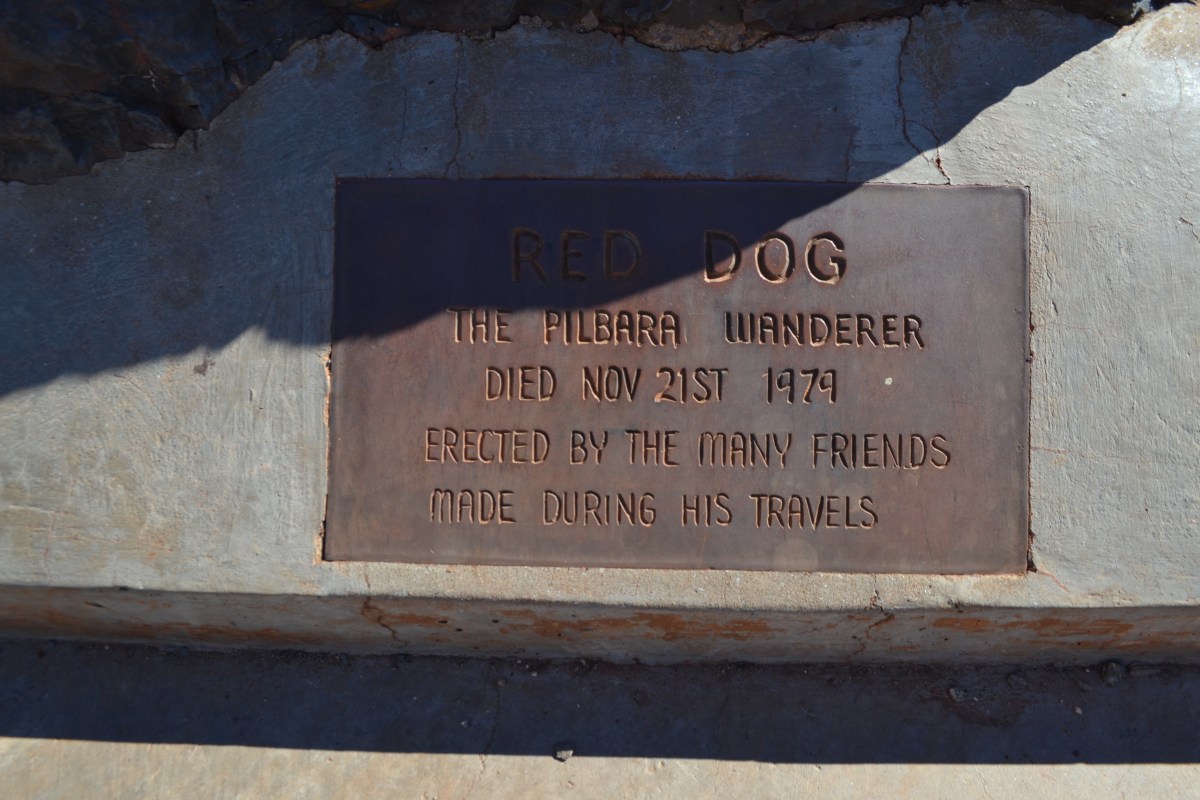 RED DOG
THE PILBARA WANDERER
DIED NOV 21ST 1979
ERECTED BY THE MANY FRIENDS
MADE DURING HIS TRAVELS